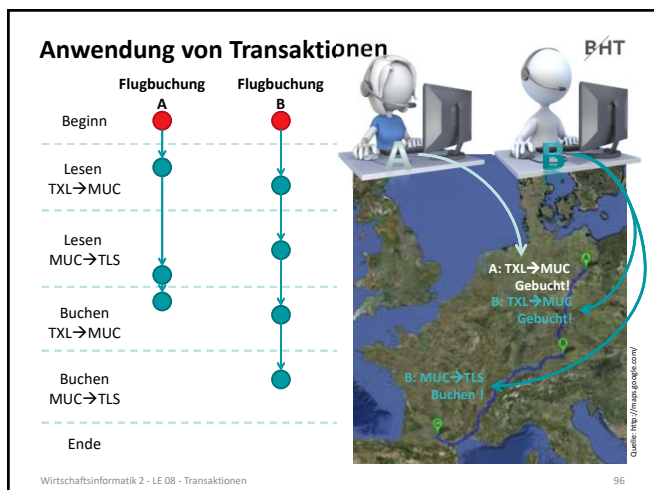 Anwendung von Transaktionen
BHT
Flugbuchung
A
Flugbuchung
B
Beginn
Lesen
TXL→MUC
Lesen
MUC→TLS
Buchen
TXL→MUC
Buchen
MUC→TLS
Ende
A
B
A: TXL→MUC
Gebucht!
B: TXL→MUC
Gebucht!
B: MUC→TLS
Buchen !
A
B
C
Quelle: http://maps.google.com/
Wirtschaftsinformatik 2 - LE 08 - Transaktionen
96